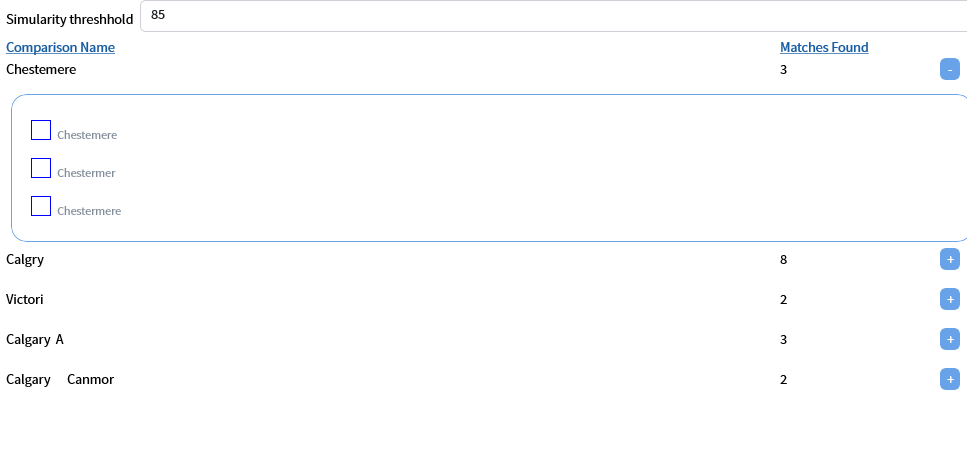 Simularity threshhold 85
Comparison Name Matches Found
Chestemere 3 -
Chestemere
Chestermer
Chestermere
Calgry 8 +
Victori 2 +
Calgary A 3 +
Calgary Canmor 2 +